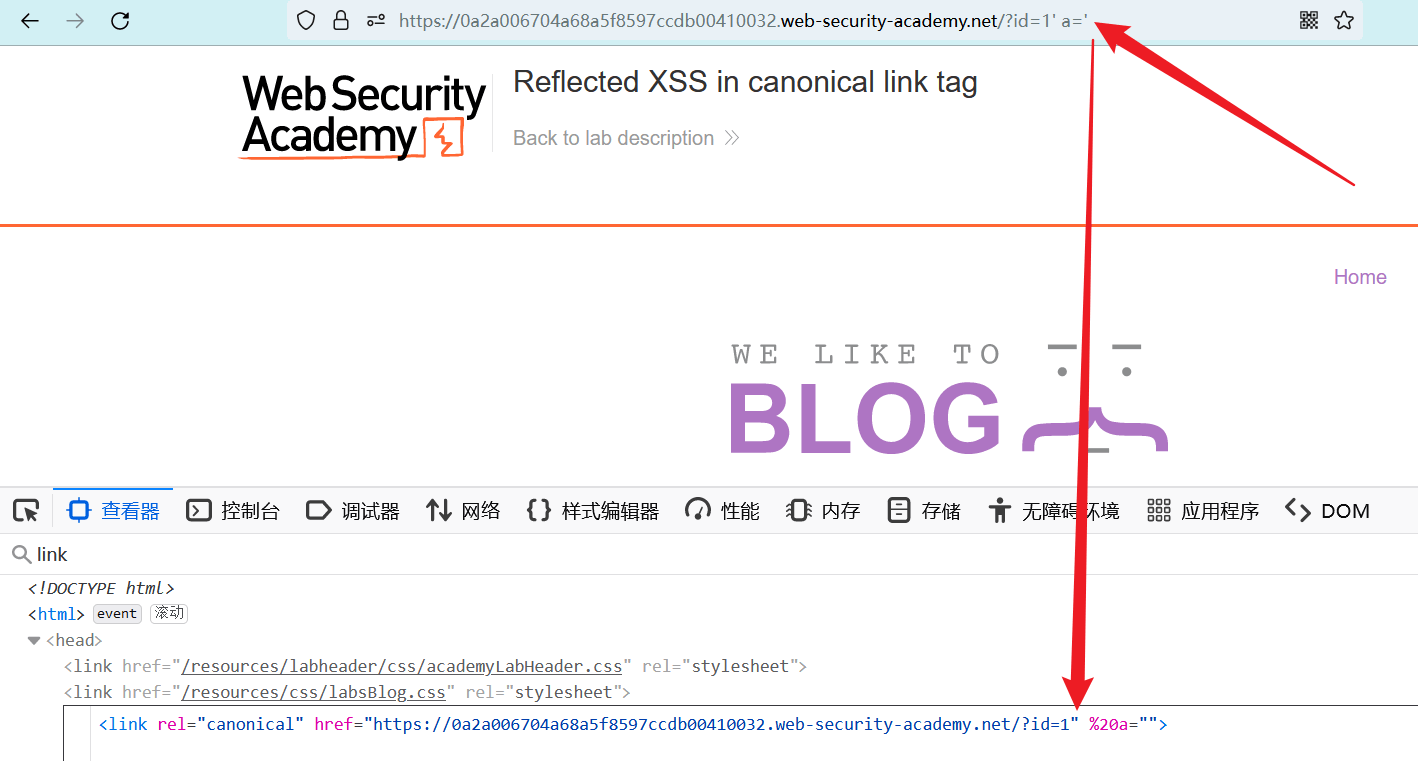 https://0a2a006704a68a5f8597ccdb00410032.web-security-academy.net/?id=1' a='
Web Security
Academy
Reflected XSS in canonical link tag
Back to lab description
Home
WE LIKE TO
BLOG
查看器 控制台 调试器 网络 样式编辑器 性能 内存 存储 无障碍环境 应用程序 DOM
link
<!DOCTYPE html>
<html> event 滚动
<head>
<link href="/resources/labheader/css/academyLabHeader.css" rel="stylesheet">
<link href="/resources/css/labsBlog.css" rel="stylesheet">
<link rel="canonical" href="https://0a2a006704a68a5f8597ccdb00410032.web-security-academy.net/?id=1" %20a="">